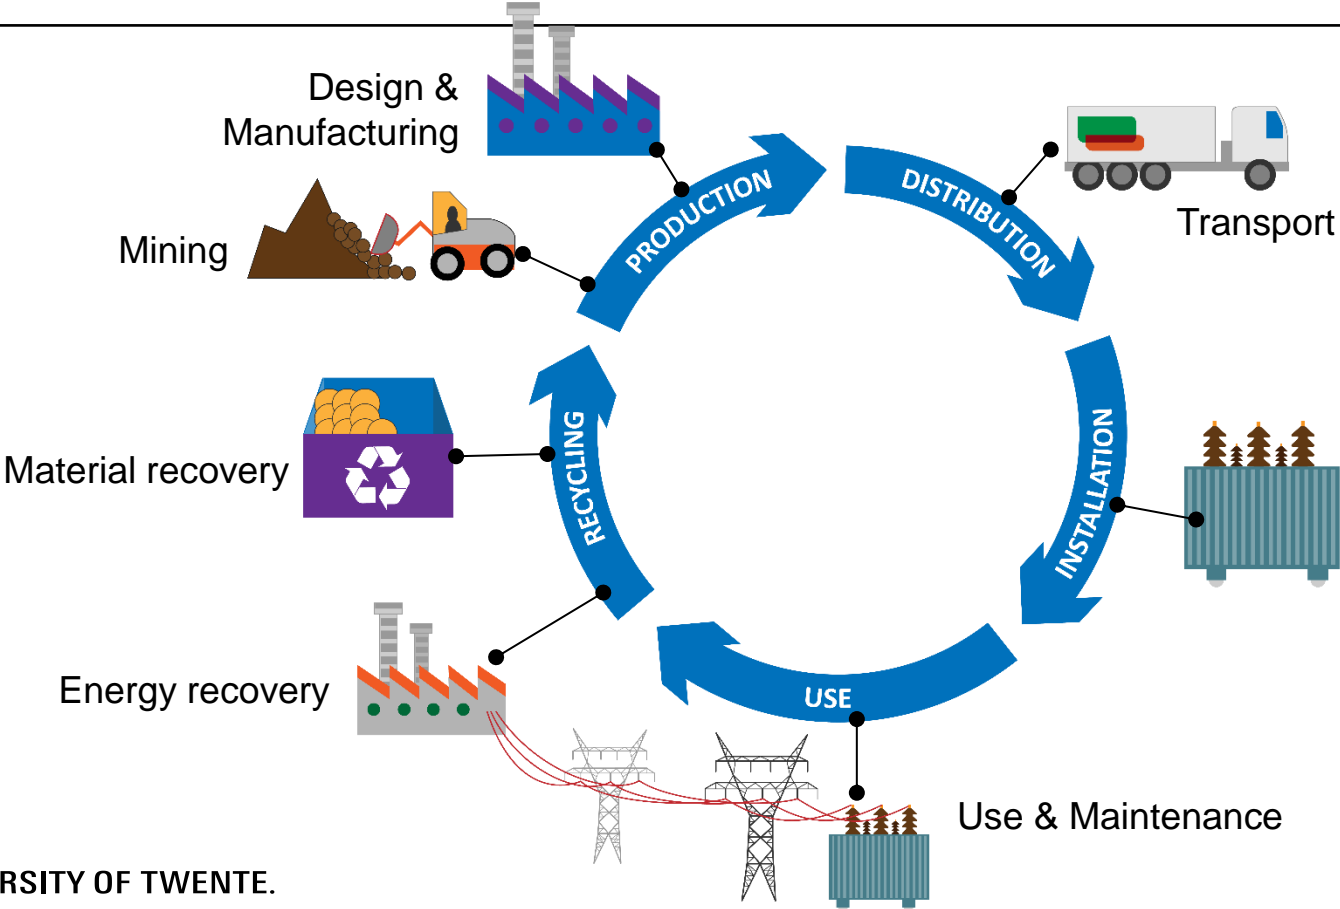 Design &
Manufacturing
Transport
Mining
PRODUCTION
DISTRIBUTION
Material recovery
RECYCLING
INSTALLATION
Energy recovery
USE
Use & Maintenance
RSITY OF TWENTE.